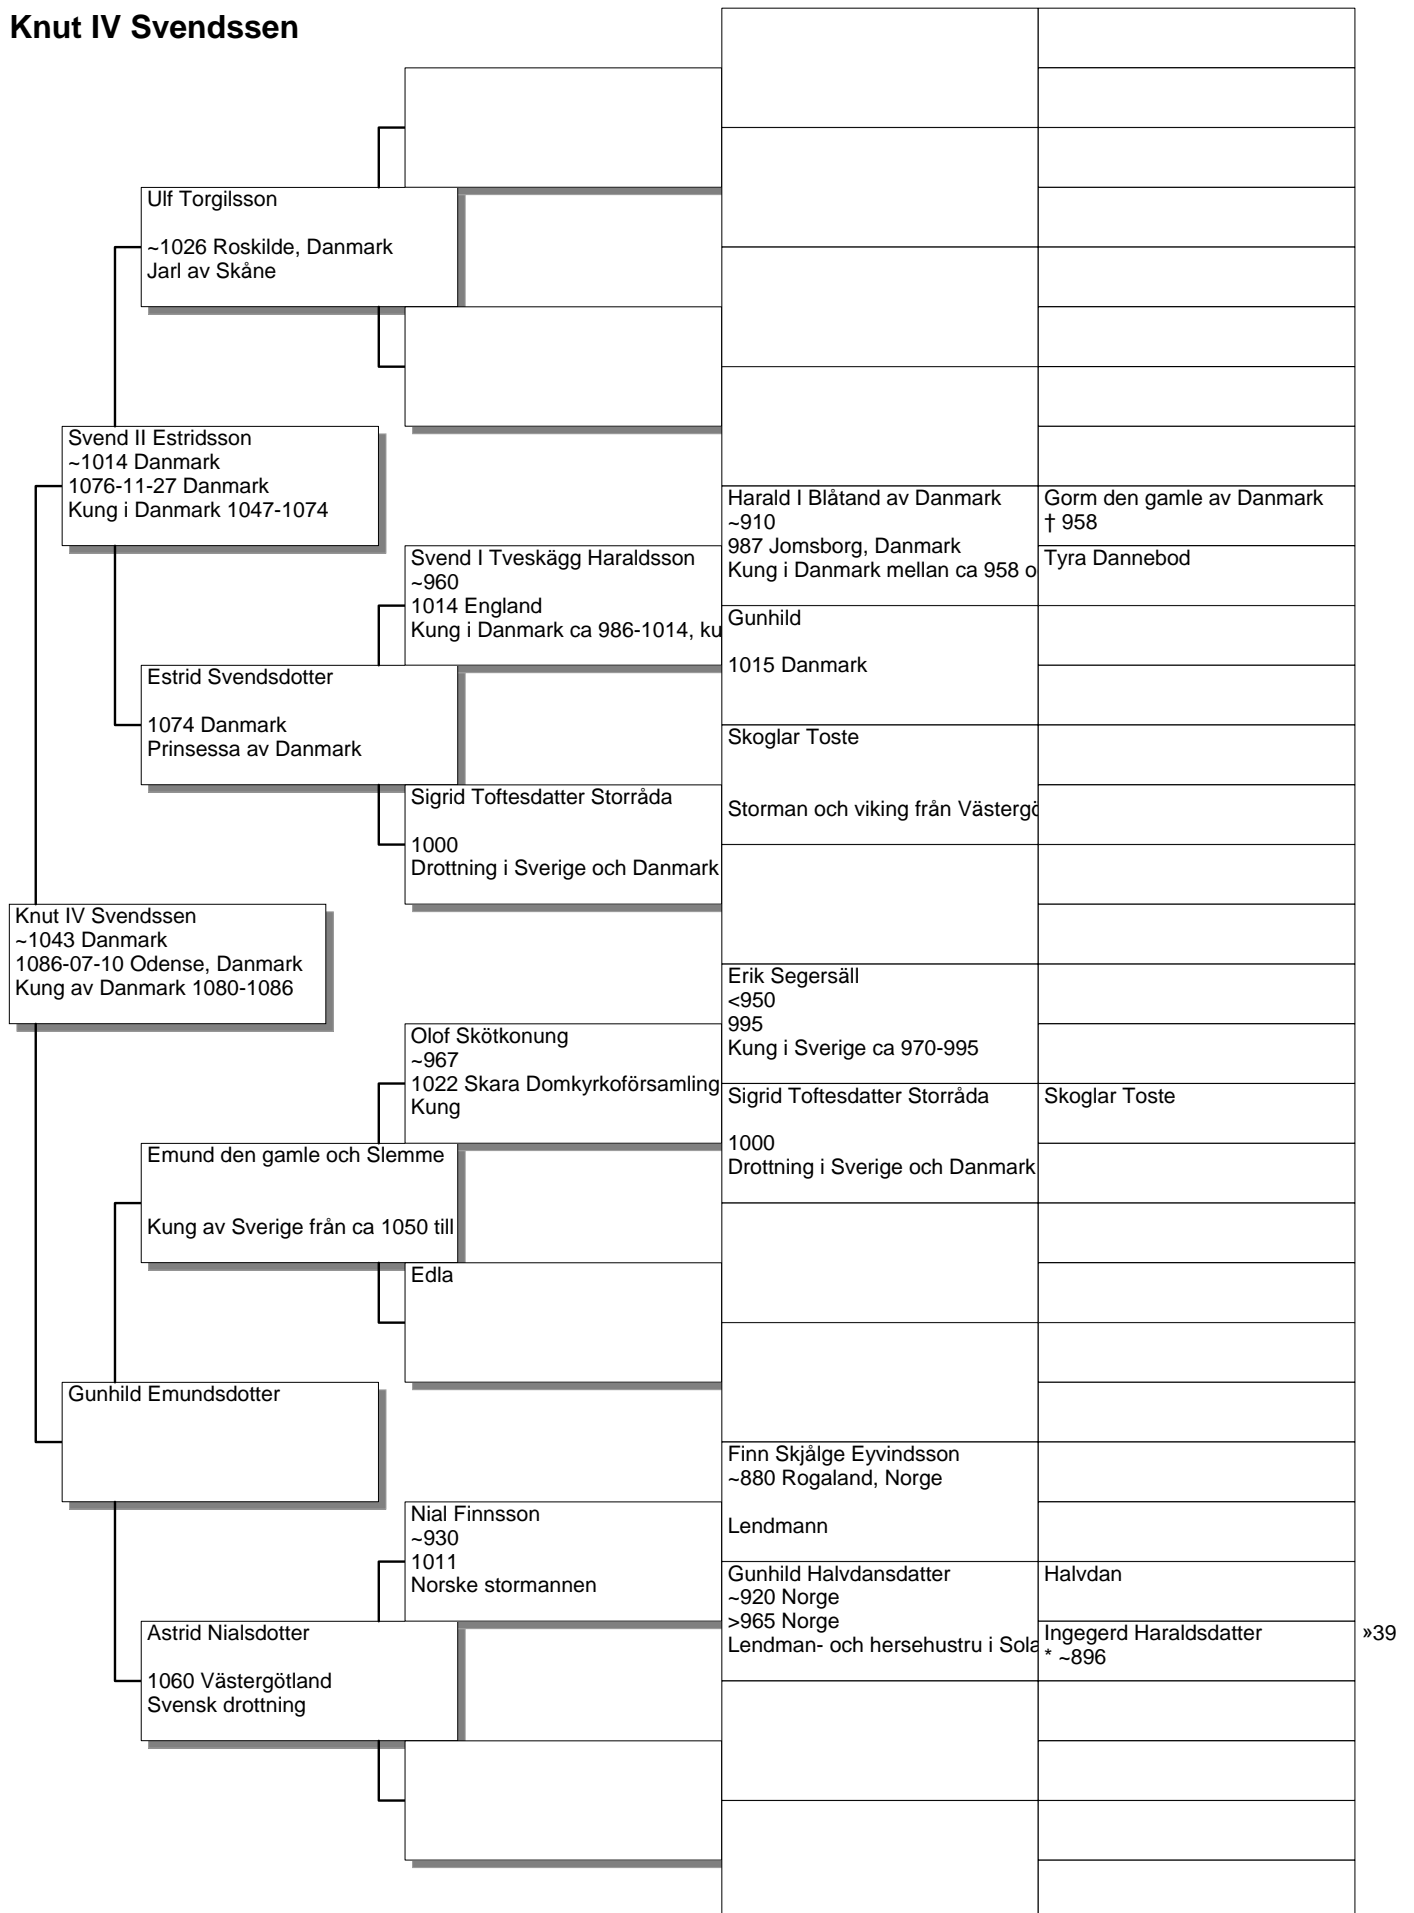 Knut IV Svendssen
Ulf Torgilsson
~1026 Roskilde, Danmark
Jarl av Skåne
Svend II Estridsson
~1014 Danmark
1076-11-27 Danmark
Kung i Danmark 1047-1074
Harald I Blåtand av Danmark
~910
987 Jomsborg, Danmark
Kung i Danmark mellan ca 958 o
Gorm den gamle av Danmark
† 958
Tyra Dannebod
Svend I Tveskägg Haraldsson
~960
1014 England
Kung i Danmark ca 986-1014, ku
Gunhild
1015 Danmark
Estrid Svendsdotter
1074 Danmark
Prinsessa av Danmark
Skoglar Toste
Storman och viking från Västergö
Sigrid Toftesdatter Storråda
1000
Drottning i Sverige och Danmark
Knut IV Svendssen
~1043 Danmark
1086-07-10 Odense, Danmark
Kung av Danmark 1080-1086
Erik Segersäll
<950
995
Kung i Sverige ca 970-995
Olof Skötkonung
~967
1022 Skara Domkyrkoförsamling
Kung
Sigrid Toftesdatter Storråda
1000
Drottning i Sverige och Danmark
Skoglar Toste
Emund den gamle och Slemme
Kung av Sverige från ca 1050 till
Edla
Gunhild Emundsdotter
Finn Skjålge Eyvindsson
~880 Rogaland, Norge
Lendmann
Nial Finnsson
~930
1011
Norske stormannen
Gunhild Halvdansdatter
~920 Norge
>965 Norge
Lendman- och hersehustru i Sola
Halvdan
Ingegerd Haraldsdatter
* ~896
»39
Astrid Nialsdotter
1060 Västergötland
Svensk drottning